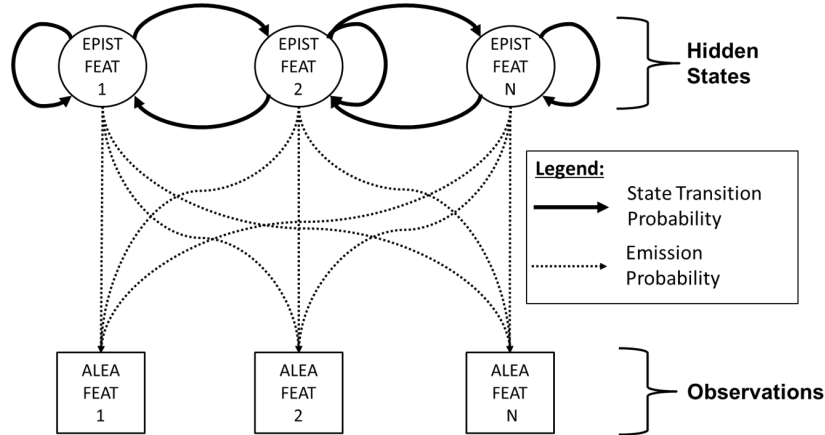 EPIST
FEAT
1
EPIST
FEAT
2
EPIST
FEAT
N
Hidden
States
Legend:
State Transition
Probability
Emission
Probability
ALEA
FEAT
1
ALEA
FEAT
2
ALEA
FEAT
N
Observations